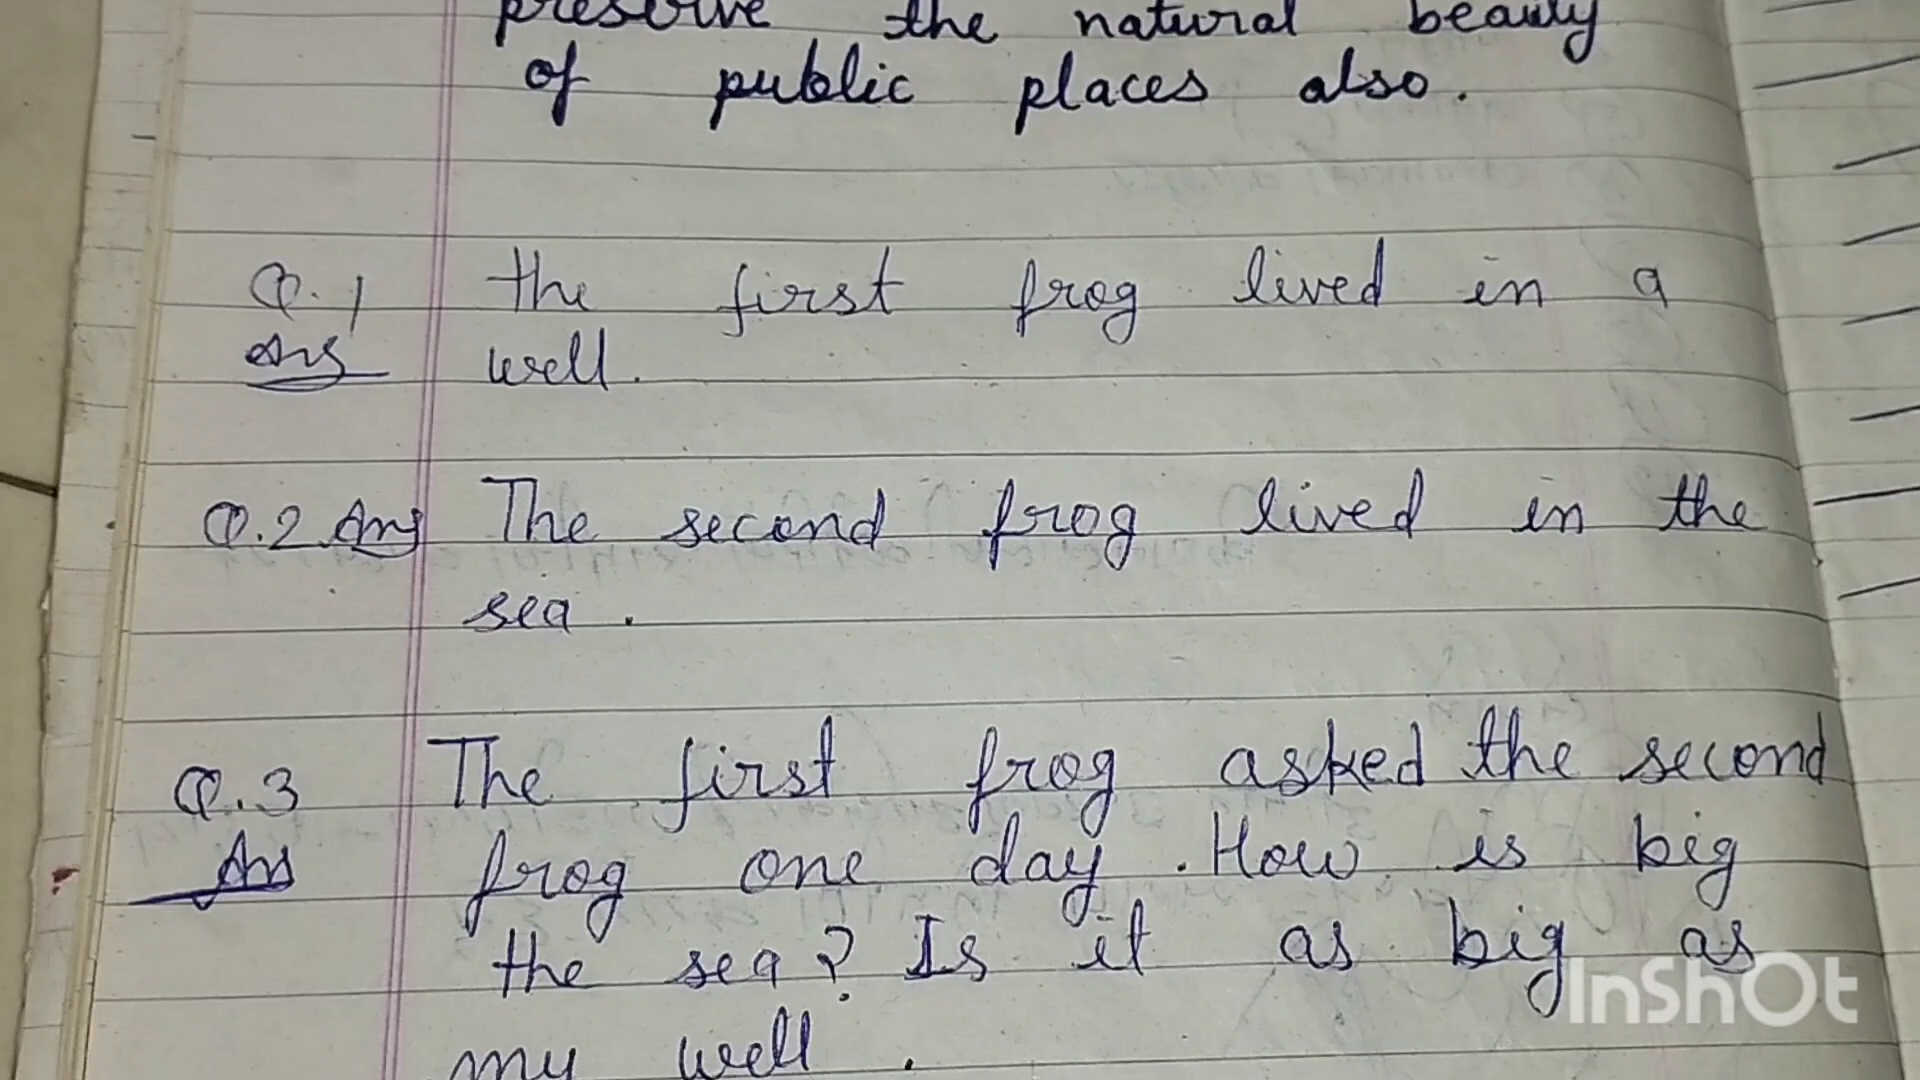 preserve the natural beauty
of public places also.
Q.1 the first frog lived in a
Ans well.
Q.2 Ans The second frog lived in the
sea.
Q.3 The first frog asked the second
Ans frog one day. How is big
the sea? Is it as big as
my well.
InShOt